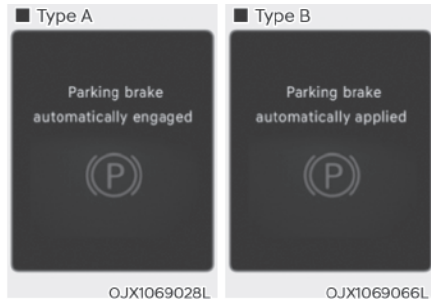 ■ Type A
Parking brake
automatically engaged
P
OJX1069028L
■ Type B
Parking brake
automatically applied
P
OJX1069066L